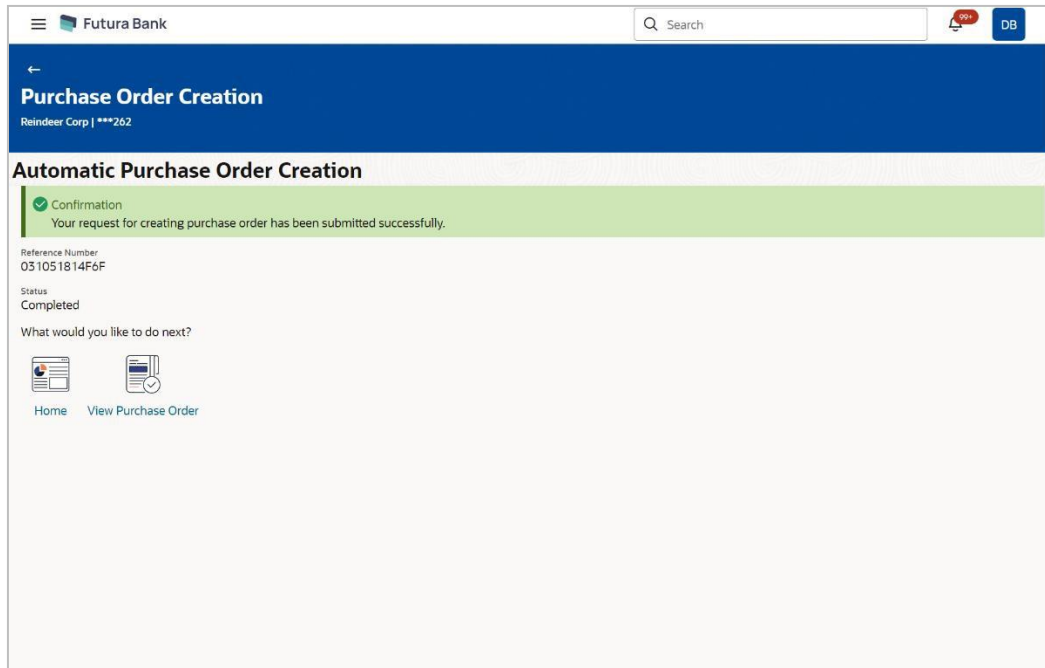 Futura Bank
Search
99+
DB
Purchase Order Creation
Reindeer Corp | ***262
Automatic Purchase Order Creation
Confirmation
Your request for creating purchase order has been submitted successfully.
Reference Number
031051814F6F
Status
Completed
What would you like to do next?
Home View Purchase Order